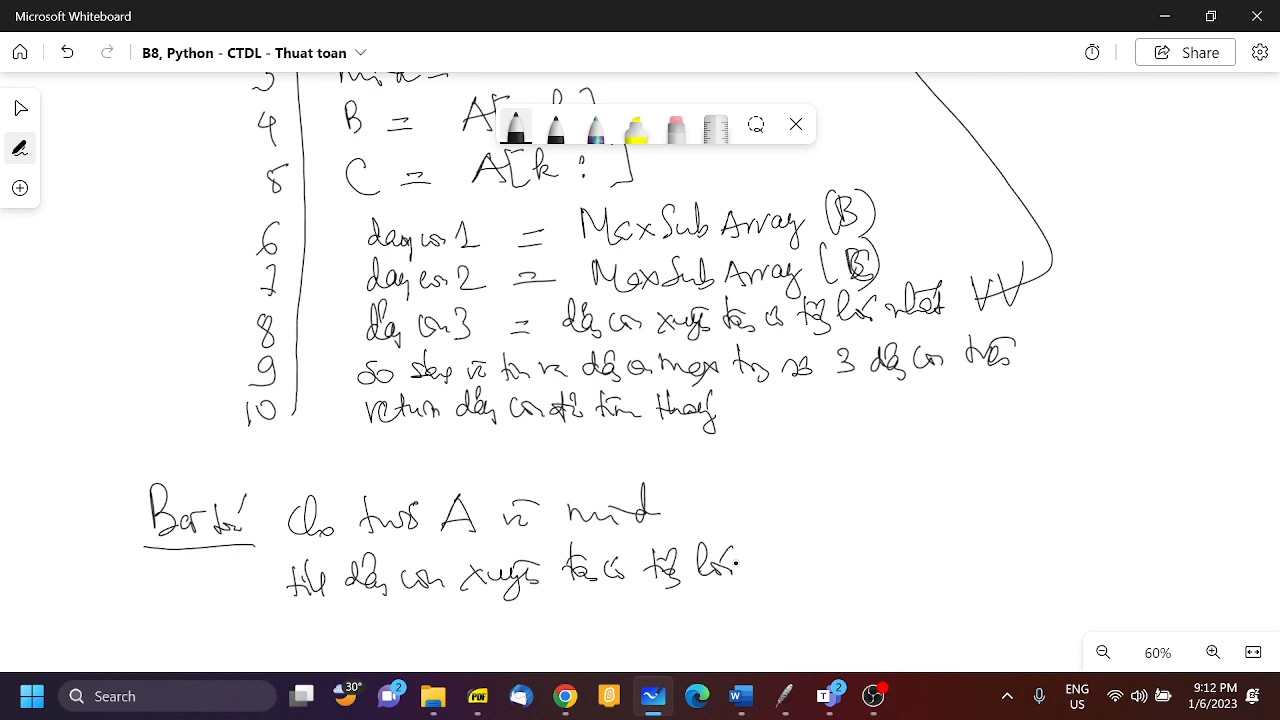 Microsoft Whiteboard
B8, Python - CTDL - Thuat toan
Share
4 B = A[
5 C = A[k : ]
6 dãy con 1 = MaxSubArray (B)
7 dãy con 2 = MaxSubArray (C)
8 dãy con 3 = dãy con xuyên tâm có tổng lớn nhất
9 so sánh và tìm ra dãy con max trong số 3 dãy con trên
10 return dãy con đã tìm thấy
Bài toán Cho trước A và mid
tìm dãy con xuyên tâm có tổng lớn
60%
Search
30°
2
2
ENG
US
9:12 PM
1/6/2023